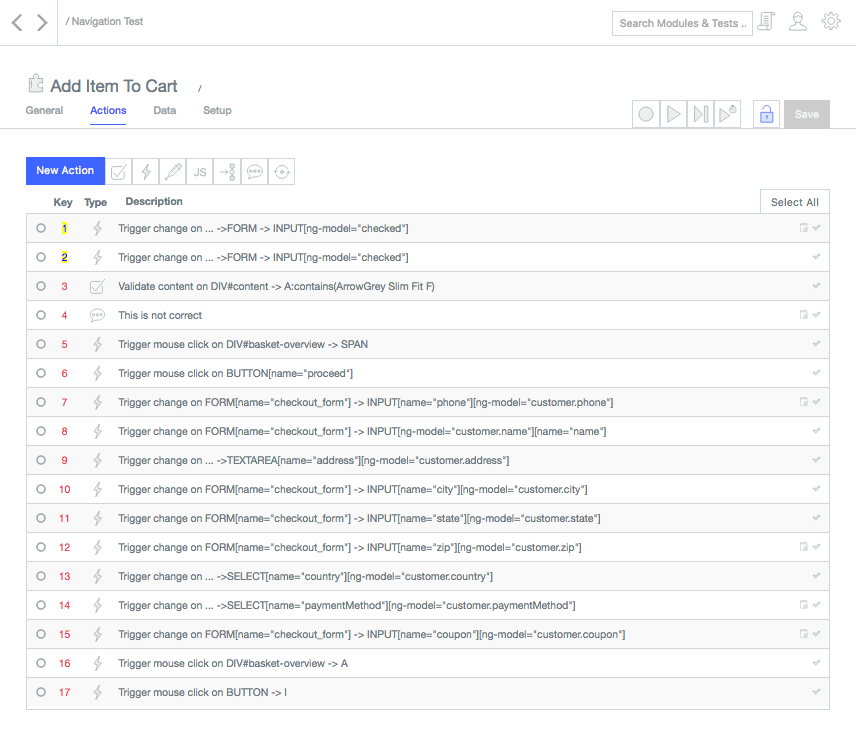 / Navigation Test
Search Modules & Tests ..
Add Item To Cart /
General Actions Data Setup
Save
New Action JS
Key Type Description Select All
1 Trigger change on ... ->FORM -> INPUT[ng-model="checked"]
2 Trigger change on ... ->FORM -> INPUT[ng-model="checked"]
3 Validate content on DIV#content -> A:contains(ArrowGrey Slim Fit F)
4 This is not correct
5 Trigger mouse click on DIV#basket-overview -> SPAN
6 Trigger mouse click on BUTTON[name="proceed"]
7 Trigger change on FORM[name="checkout_form"] -> INPUT[name="phone"][ng-model="customer.phone"]
8 Trigger change on FORM[name="checkout_form"] -> INPUT[ng-model="customer.name"][name="name"]
9 Trigger change on ... ->TEXTAREA[name="address"][ng-model="customer.address"]
10 Trigger change on FORM[name="checkout_form"] -> INPUT[name="city"][ng-model="customer.city"]
11 Trigger change on FORM[name="checkout_form"] -> INPUT[name="state"][ng-model="customer.state"]
12 Trigger change on FORM[name="checkout_form"] -> INPUT[name="zip"][ng-model="customer.zip"]
13 Trigger change on ... ->SELECT[name="country"][ng-model="customer.country"]
14 Trigger change on ... ->SELECT[name="paymentMethod"][ng-model="customer.paymentMethod"]
15 Trigger change on FORM[name="checkout_form"] -> INPUT[name="coupon"][ng-model="customer.coupon"]
16 Trigger mouse click on DIV#basket-overview -> A
17 Trigger mouse click on BUTTON -> I